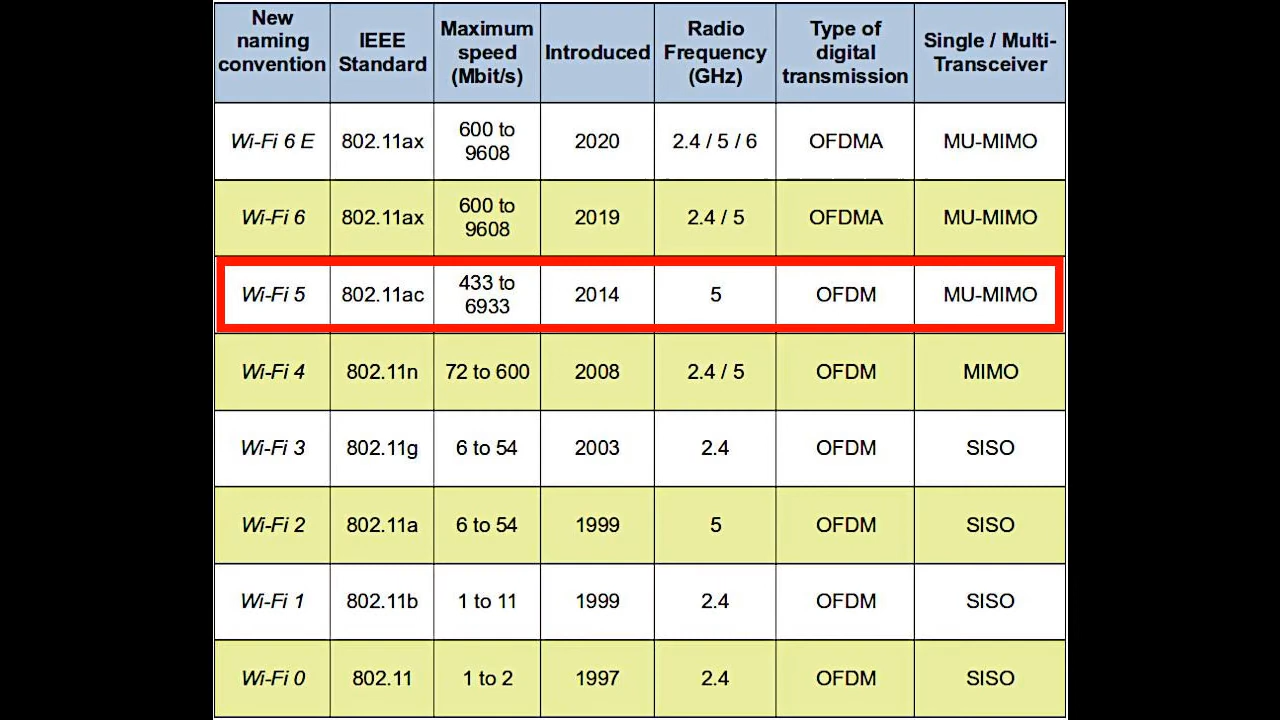 New naming convention IEEE Standard Maximum speed (Mbit/s) Introduced Radio Frequency (GHz) Type of digital transmission Single / Multi-Transceiver
Wi-Fi 6 E 802.11ax 600 to 9608 2020 2.4 / 5 / 6 OFDMA MU-MIMO
Wi-Fi 6 802.11ax 600 to 9608 2019 2.4 / 5 OFDMA MU-MIMO
Wi-Fi 5 802.11ac 433 to 6933 2014 5 OFDM MU-MIMO
Wi-Fi 4 802.11n 72 to 600 2008 2.4 / 5 OFDM MIMO
Wi-Fi 3 802.11g 6 to 54 2003 2.4 OFDM SISO
Wi-Fi 2 802.11a 6 to 54 1999 5 OFDM SISO
Wi-Fi 1 802.11b 1 to 11 1999 2.4 OFDM SISO
Wi-Fi 0 802.11 1 to 2 1997 2.4 OFDM SISO